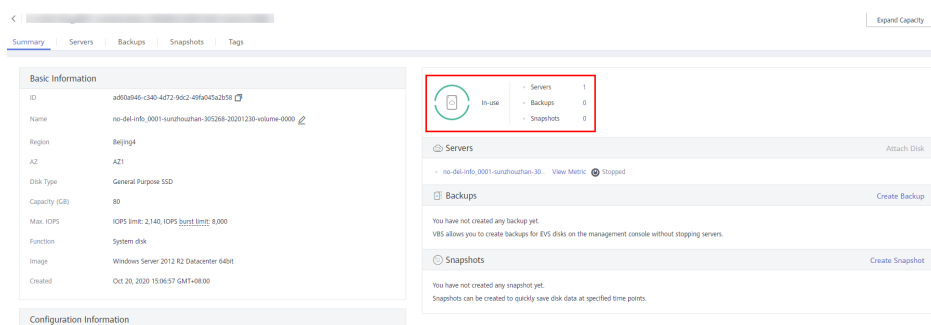 Expand Capacity
Summary Servers Backups Snapshots Tags
Basic Information
ID ad60a946-c340-4d72-9dc2-49fa045a2b58
Name no-del-info_0001-sunzhouzhan-305268-20201230-volume-0000
Region Beijing4
AZ AZ1
Disk Type General Purpose SSD
Capacity (GB) 80
Max. IOPS IOPS limit: 2,140, IOPS burst limit: 8,000
Function System disk
Image Windows Server 2012 R2 Datacenter 64bit
Created Oct 20, 2020 15:06:57 GMT+08:00
Configuration Information
In-use
Servers 1
Backups 0
Snapshots 0
Servers Attach Disk
no-del-info_0001-sunzhouzhan-30... View Metric Stopped
Backups Create Backup
You have not created any backup yet.
VBS allows you to create backups for EVS disks on the management console without stopping servers.
Snapshots Create Snapshot
You have not created any snapshot yet.
Snapshots can be created to quickly save disk data at specified time points.